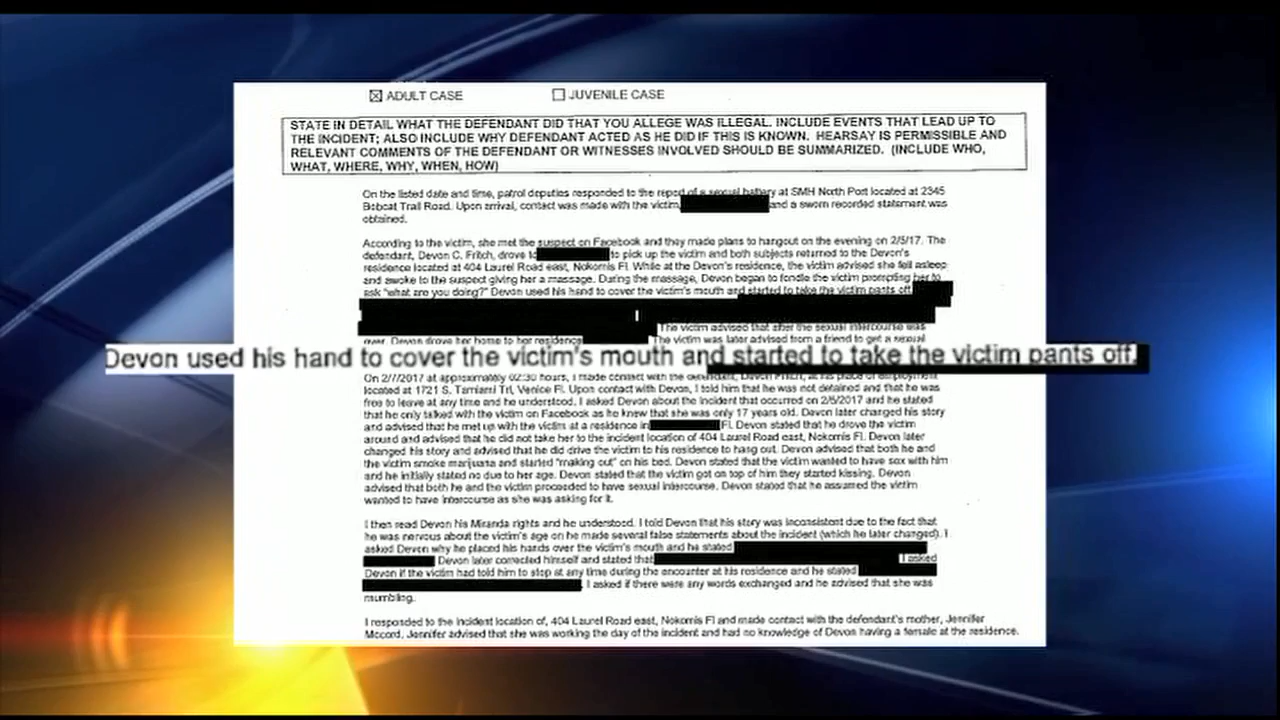 ADULT CASE JUVENILE CASE
STATE IN DETAIL WHAT THE DEFENDANT DID THAT YOU ALLEGE WAS ILLEGAL. INCLUDE EVENTS THAT LEAD UP TO
THE INCIDENT; ALSO INCLUDE WHY DEFENDANT ACTED AS HE DID IF THIS IS KNOWN. HEARSAY IS PERMISSIBLE AND
RELEVANT COMMENTS OF THE DEFENDANT OR WITNESSES INVOLVED SHOULD BE SUMMARIZED. (INCLUDE WHO,
WHAT, WHERE, WHY, WHEN, HOW)
On the listed date and time, patrol deputies responded to the report of a sexual battery at SMH North Port located at 2345
Bobcat Trail Road. Upon arrival, contact was made with the victim, and a sworn recorded statement was
obtained.
According to the victim, she met the suspect on Facebook and they made plans to hangout on the evening on 2/5/17. The
defendant, Devon C. Fritch, drove to to pick up the victim and both subjects returned to the Devon's
residence located at 404 Laurel Road east, Nokomis Fl. While at the Devon's residence, the victim advised she fell asleep
and awoke to the suspect giving her a massage. During the massage, Devon began to fondle the victim prompting her to
ask "what are you doing?" Devon used his hand to cover the victim's mouth and started to take the victim pants off
The victim advised that after the sexual intercourse was
over, Devon drove her home to her residence The victim was later advised from a friend to get a sexual
Devon used his hand to cover the victim's mouth and started to take the victim pants off,
On 2/7/2017 at approximately 02:30 hours, I made contact with the defendant, Devon Fritch, at his place of employment
located at 1721 S. Tamiami Trl, Venice Fl. Upon contact with Devon, I told him that he was not detained and that he was
free to leave at any time and he understood. I asked Devon about the incident that occurred on 2/5/2017 and he stated
that he only talked with the victim on Facebook as he knew that she was only 17 years old. Devon later changed his story
and advised that he met up with the victim at a residence in Fl. Devon stated that he drove the victim
around and advised that he did not take her to the incident location of 404 Laurel Road east, Nokomis Fl. Devon later
changed his story and advised that he did drive the victim to his residence to hang out. Devon advised that both he and
the victim smoke marijuana and started "making out" on his bed. Devon stated that the victim wanted to have sex with him
and he initially stated no due to her age. Devon stated that the victim got on top of him they started kissing. Devon
advised that both he and the victim proceeded to have sexual intercourse. Devon stated that he assumed the victim
wanted to have intercourse as she was asking for it.
I then read Devon his Miranda rights and he understood. I told Devon that his story was inconsistent due to the fact that
he was nervous about the victim's age on he made several false statements about the incident (which he later changed). I
asked Devon why he placed his hands over the victim's mouth and he stated
Devon later corrected himself and stated that I asked
Devon if the victim had told him to stop at any time during the encounter at his residence and he stated
. I asked if there were any words exchanged and he advised that she was
mumbling.
I responded to the incident location of, 404 Laurel Road east, Nokomis Fl and made contact with the defendant's mother, Jennifer
Mccord. Jennifer advised that she was working the day of the incident and had no knowledge of Devon having a female at the residence.